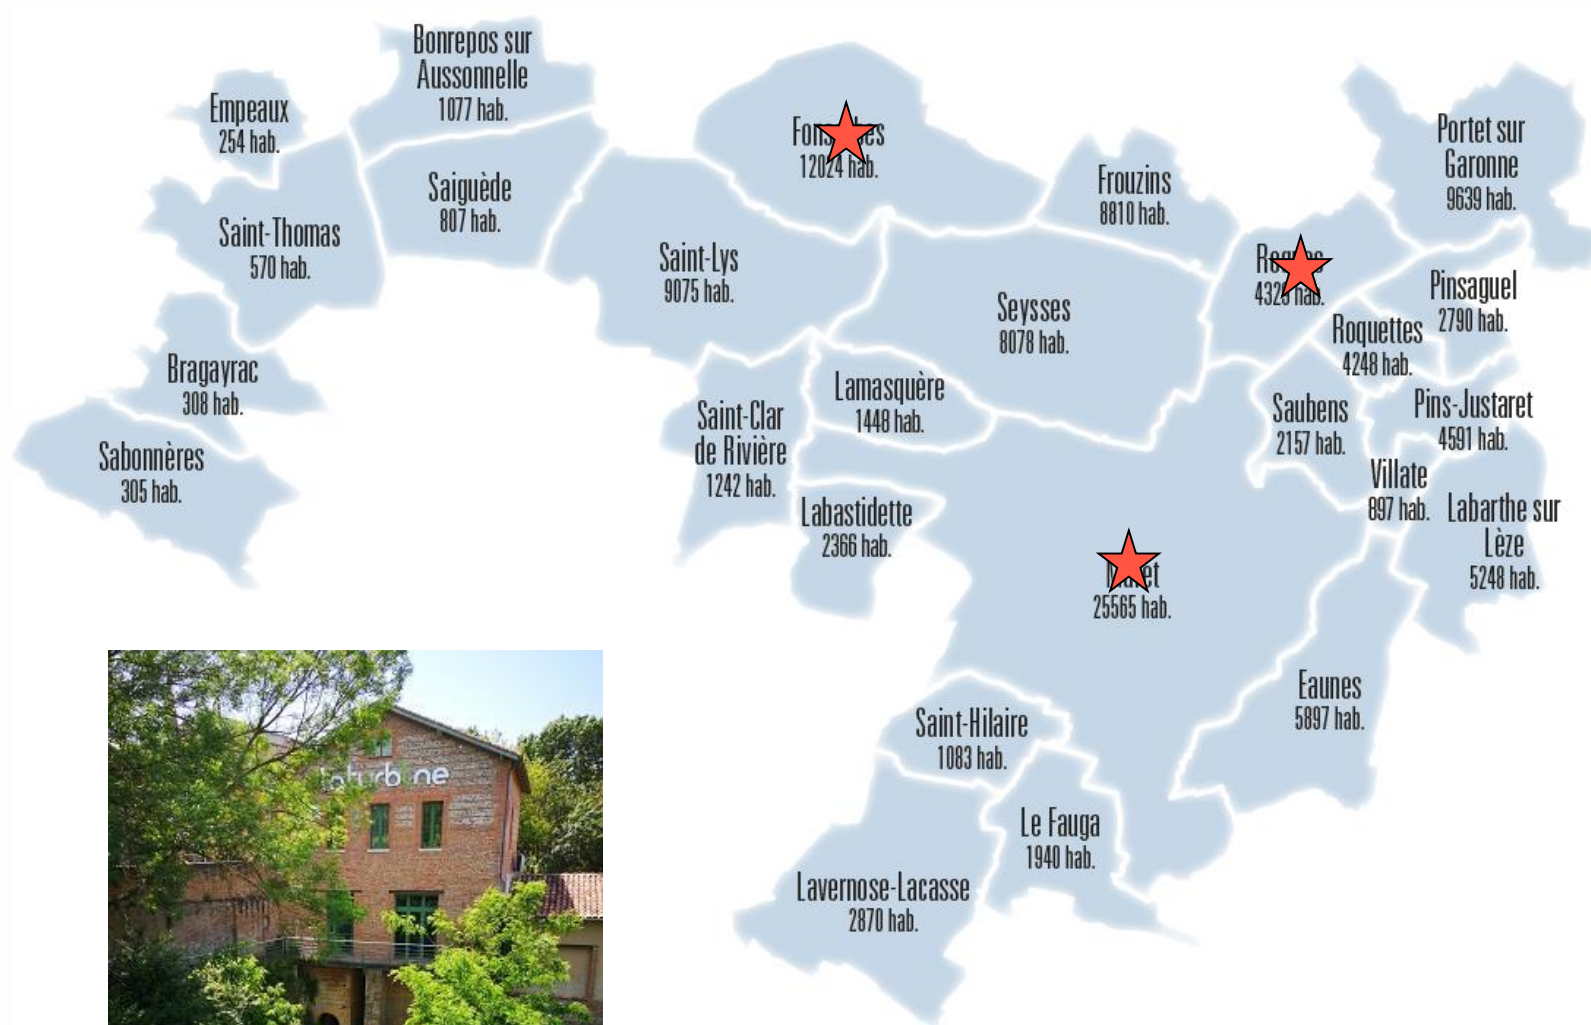 Bonrepos sur
Aussonnelle
1077 hab.
Empeaux
254 hab.
12024 hab.
Portet sur
Garonne
9639 hab.
Saiguède
807 hab.
Frouzins
8810 hab.
Saint-Thomas
570 hab.
Saint-Lys
9075 hab.
Seysses
8078 hab.
Pinsaguel
2790 hab.
Roquettes
4248 hab.
Bragayrac
308 hab.
Lamasquère
1448 hab.
Saint-Clar
de Rivière
1242 hab.
Saubens
2157 hab.
Pins-Justaret
4591 hab.
Sabonnères
305 hab.
Villate
897 hab.
Labastidette
2366 hab.
Labarthe sur
Lèze
5248 hab.
25565 hab.
Eaunes
5897 hab.
Saint-Hilaire
1083 hab.
Le Fauga
1940 hab.
Lavernose-Lacasse
2870 hab.